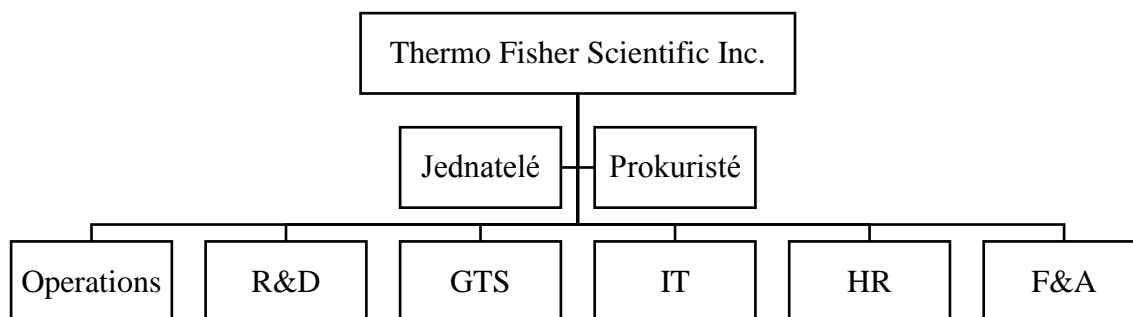 Thermo Fisher Scientific Inc.
Jednatelé
Prokuristé
Operations
R&D
GTS
IT
HR
F&A